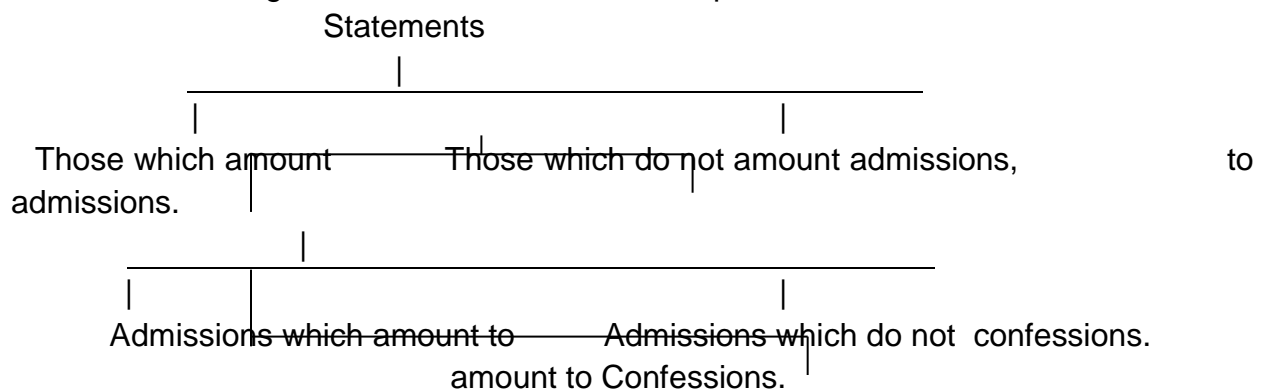 Statements
Those which amount Those which do not amount admissions, to
admissions.
Admissions which amount to Admissions which do not confessions.
amount to Confessions.